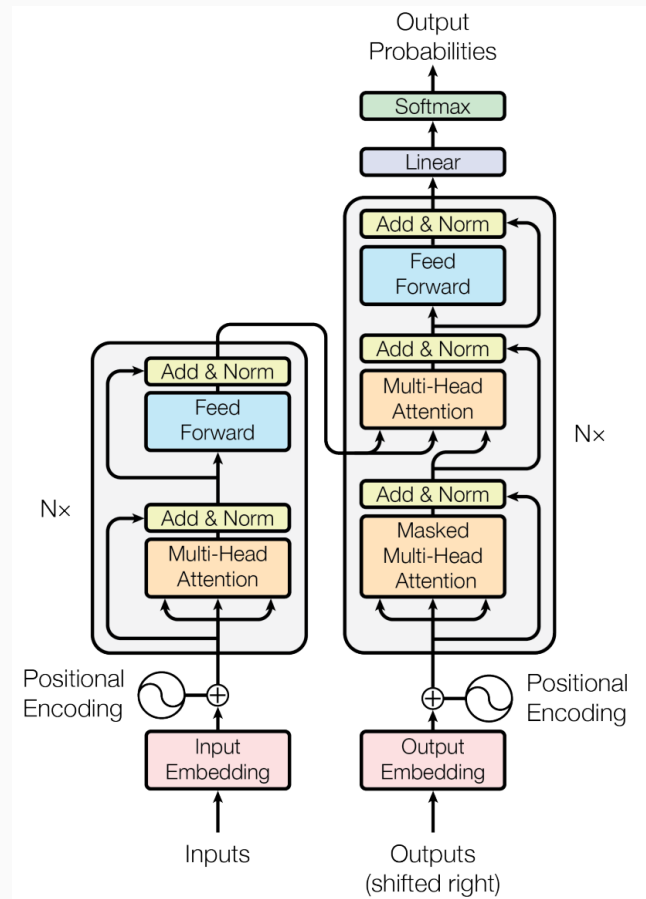 Output
Probabilities
Softmax
Linear
Add & Norm
Feed
Forward
Add & Norm
Multi-Head
Attention
Add & Norm
Masked
Multi-Head
Attention
N×
Add & Norm
Feed
Forward
Add & Norm
Multi-Head
Attention
N×
Positional
Encoding
Positional
Encoding
Input
Embedding
Output
Embedding
Inputs
Outputs
(shifted right)